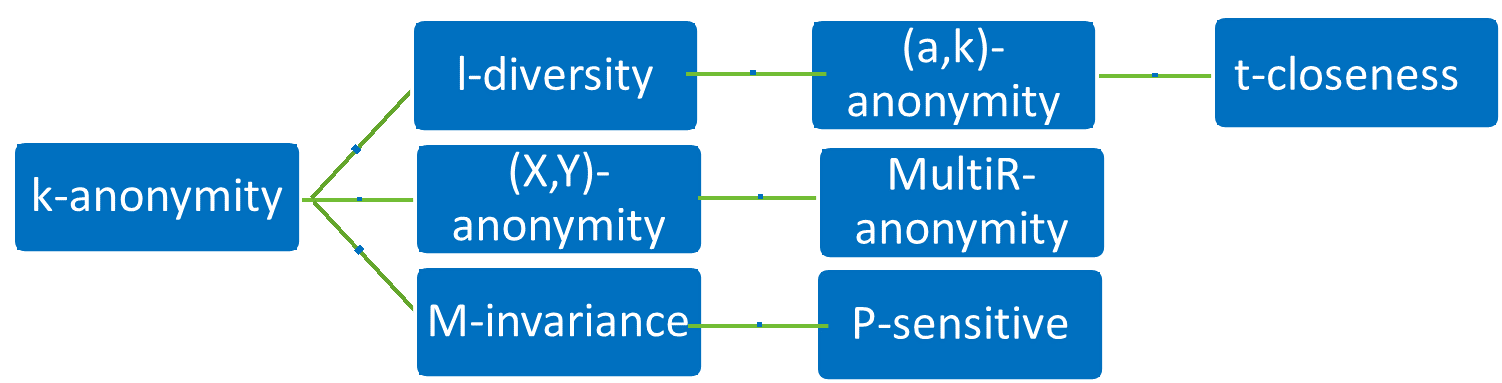 k-anonymity
l-diversity
(a,k)-
anonymity
t-closeness
(X,Y)-
anonymity
MultiR-
anonymity
M-invariance
P-sensitive